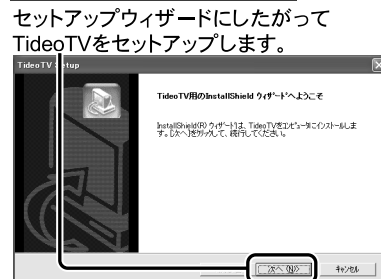 セットアップウィザードにしたがって
TideoTVをセットアップします。
TideoTV Setup
TideoTV用のInstallShield ウィザードへようこそ
InstallShield(R) ウィザードは、TideoTVをコンピュータにインストールしま
す。[次へ]をクリックして、続行してください。
次へ(N)>
キャンセル